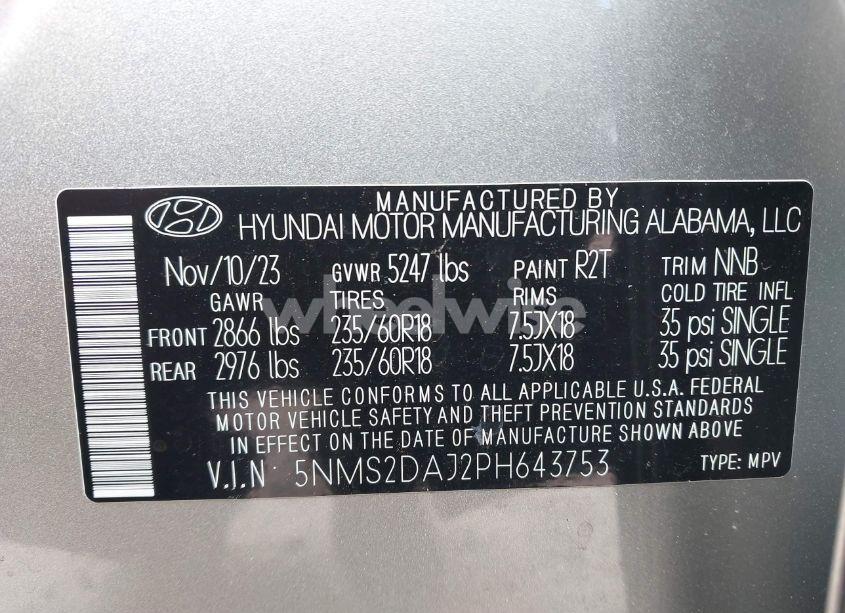 MANUFACTURED BY
HYUNDAI MOTOR MANUFACTURING ALABAMA, LLC
Nov/10/23 GVWR 5247 lbs PAINT R2T TRIM NNB
GAWR TIRES RIMS COLD TIRE INFL
FRONT 2866 lbs 235/60R18 7.5JX18 35 psi SINGLE
REAR 2976 lbs 235/60R18 7.5JX18 35 psi SINGLE
THIS VEHICLE CONFORMS TO ALL APPLICABLE U.S.A. FEDERAL
MOTOR VEHICLE SAFETY AND THEFT PREVENTION STANDARDS
IN EFFECT ON THE DATE OF MANUFACTURE SHOWN ABOVE.
V.I.N 5NMS2DAJ2PH643753 TYPE: MPV
wheelwise